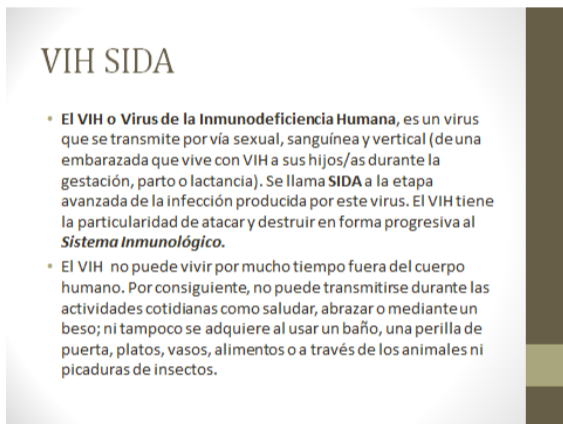 VIH SIDA
• El VIH o Virus de la Inmunodeficiencia Humana, es un virus
que se transmite por vía sexual, sanguínea y vertical (de una
embarazada que vive con VIH a sus hijos/as durante la
gestación, parto o lactancia). Se llama SIDA a la etapa
avanzada de la infección producida por este virus. El VIH tiene
la particularidad de atacar y destruir en forma progresiva al
Sistema Inmunológico.
• El VIH no puede vivir por mucho tiempo fuera del cuerpo
humano. Por consiguiente, no puede transmitirse durante las
actividades cotidianas como saludar, abrazar o mediante un
beso; ni tampoco se adquiere al usar un baño, una perilla de
puerta, platos, vasos, alimentos o a través de los animales ni
picaduras de insectos.